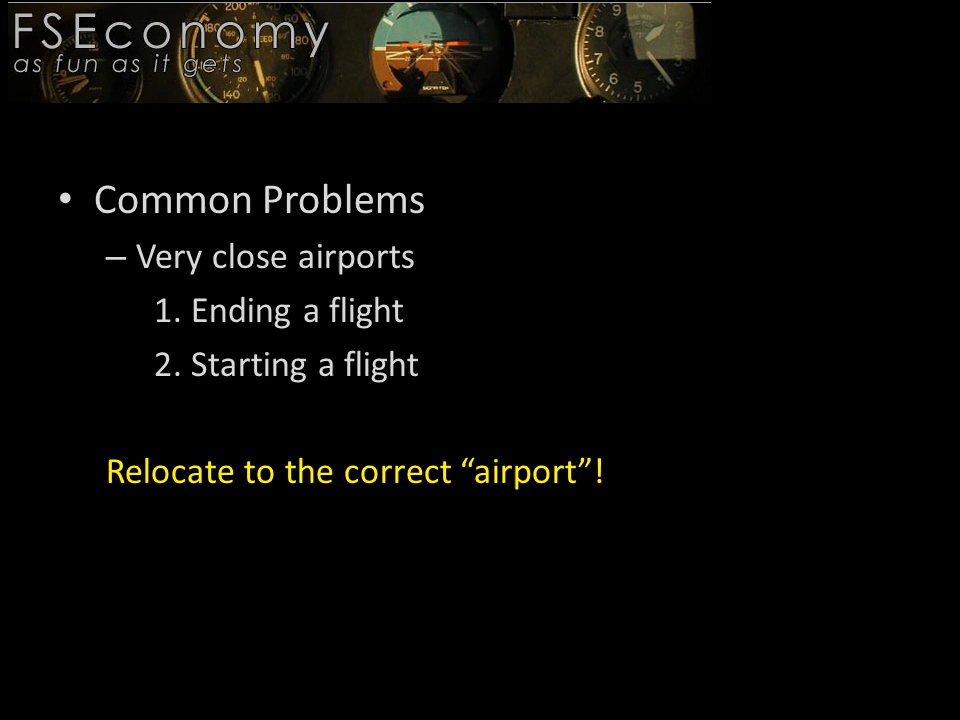 FSEconomy
as fun as it gets
• Common Problems
– Very close airports
1. Ending a flight
2. Starting a flight
Relocate to the correct “airport”!